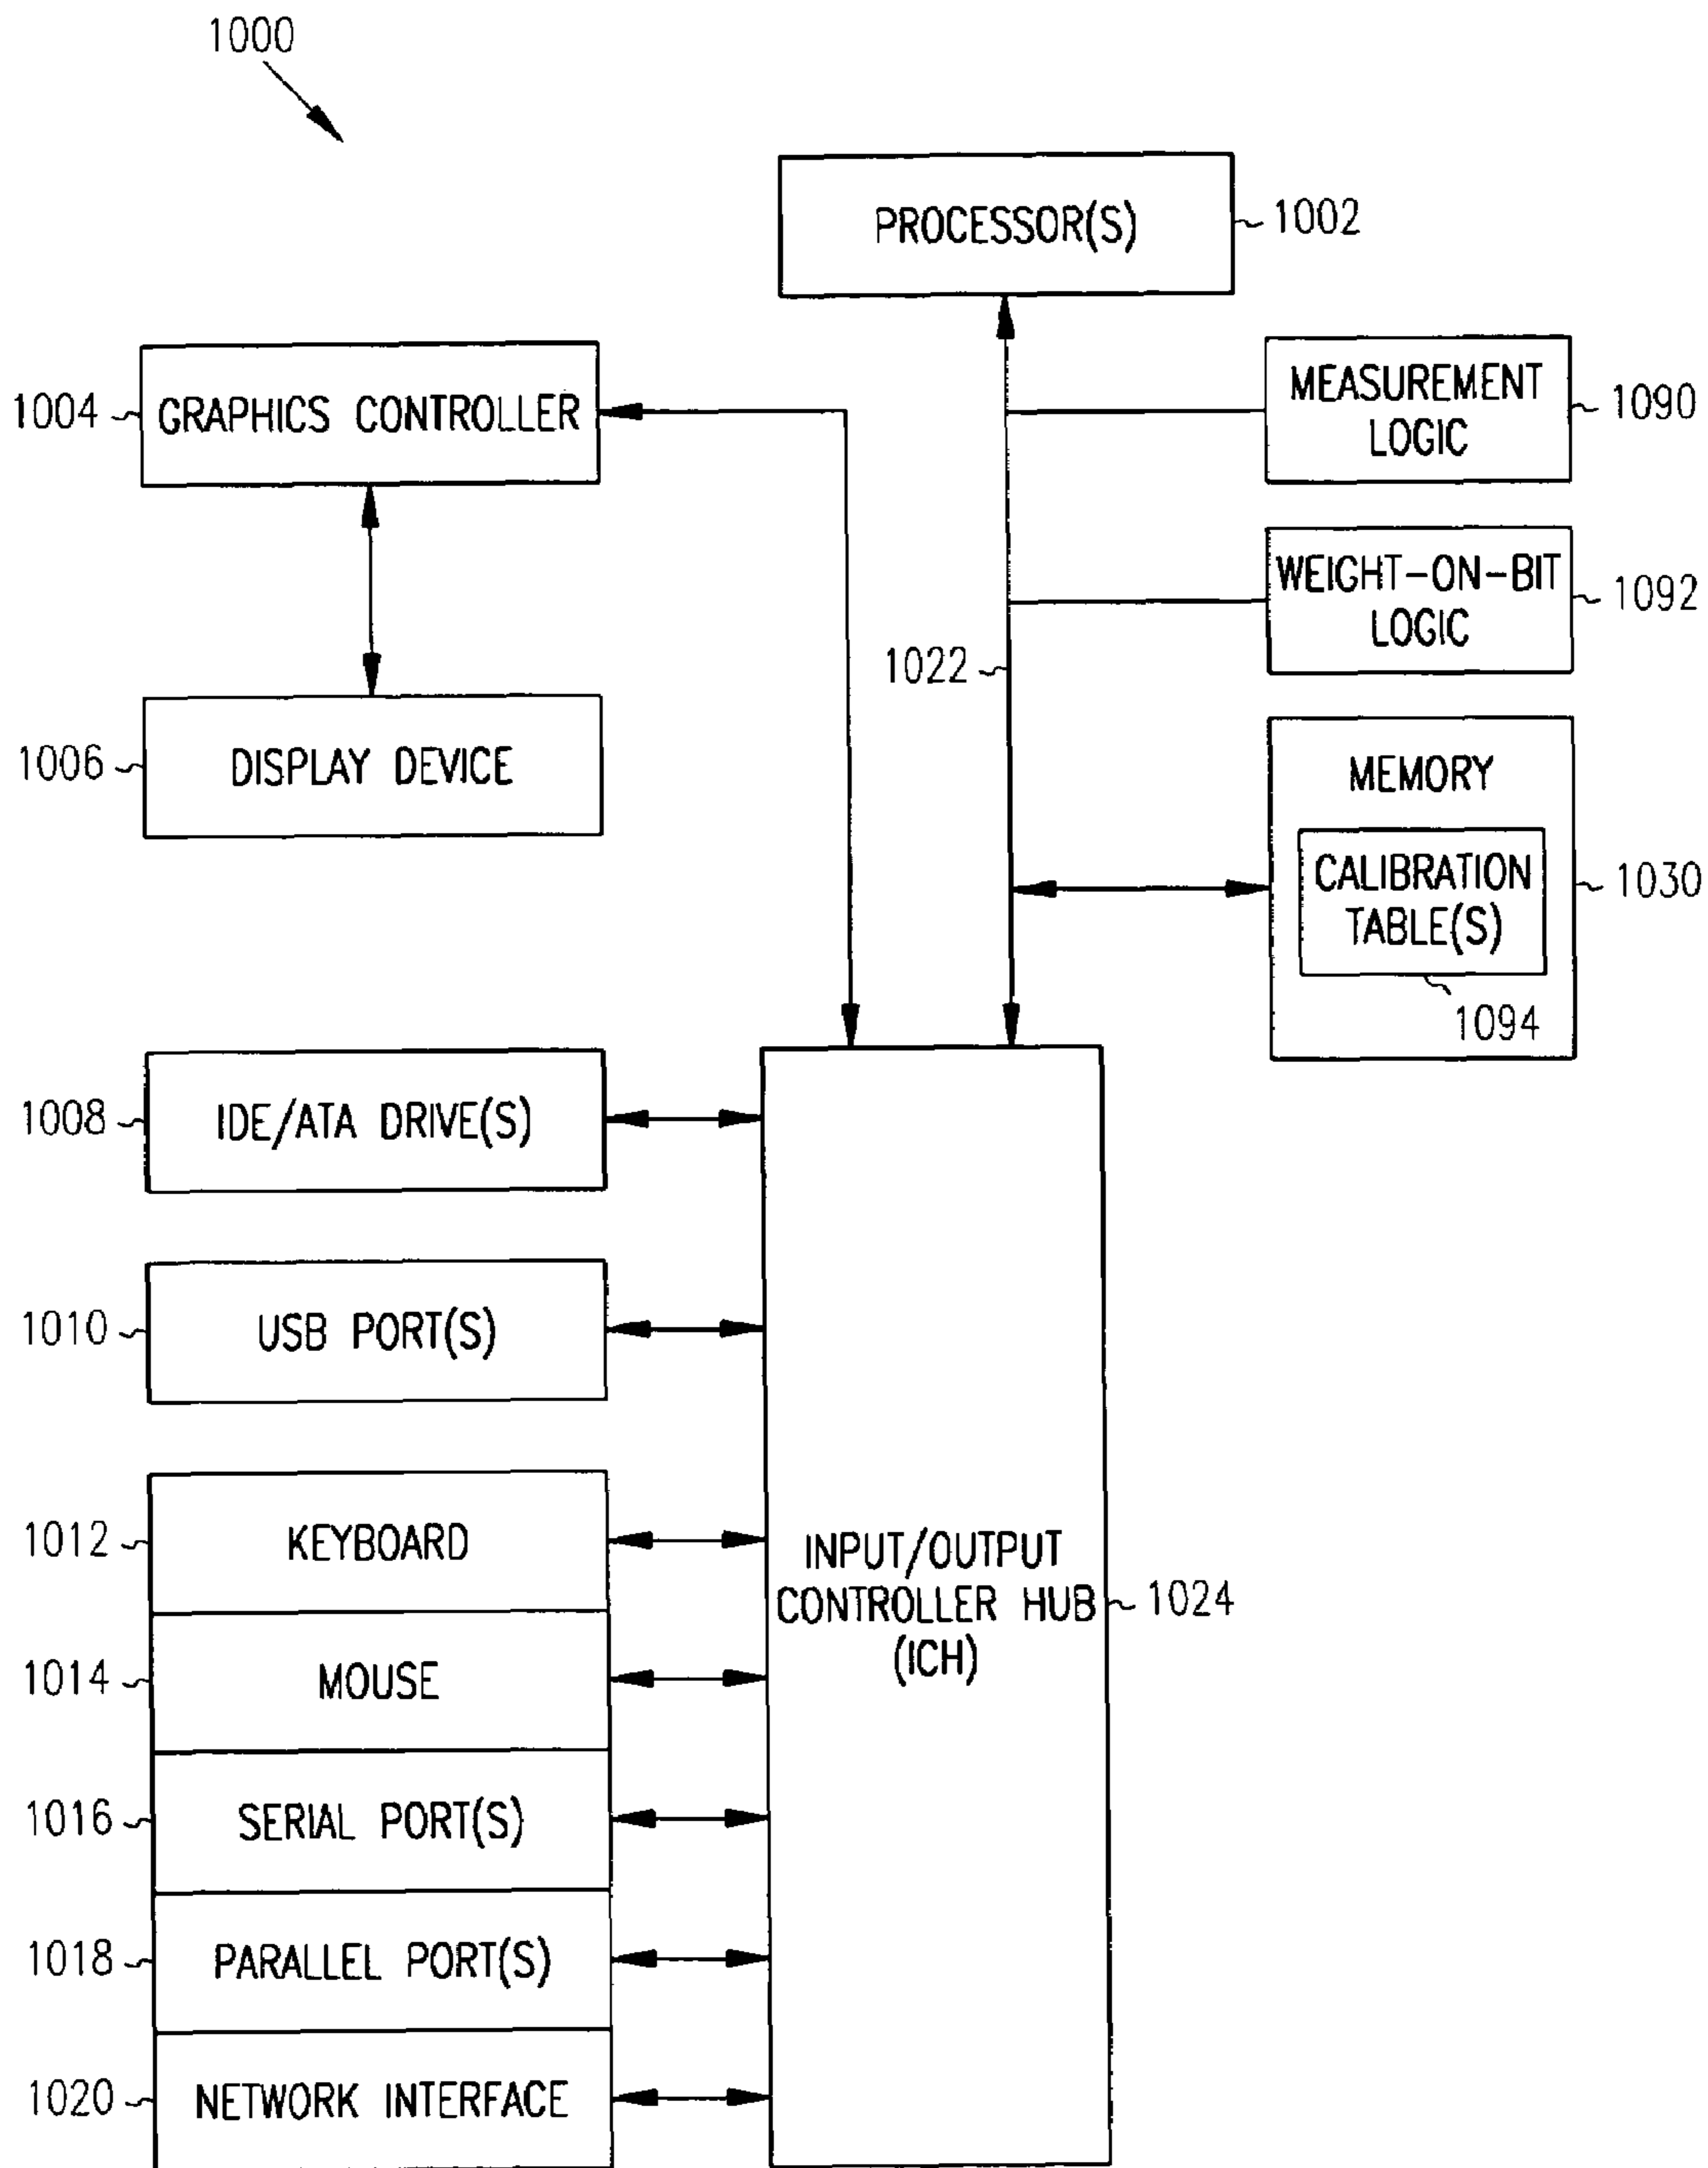 1000
PROCESSOR(S)
1002
1004
GRAPHICS CONTROLLER
MEASUREMENT
LOGIC
1090
WEIGHT-ON-BIT
LOGIC
1092
1022
1006
DISPLAY DEVICE
MEMORY
CALIBRATION
TABLE(S)
1030
1094
1008
IDE/ATA DRIVE(S)
1010
USB PORT(S)
1012
KEYBOARD
INPUT/OUTPUT
CONTROLLER HUB
(ICH)
1024
1014
MOUSE
1016
SERIAL PORT(S)
1018
PARALLEL PORT(S)
1020
NETWORK INTERFACE